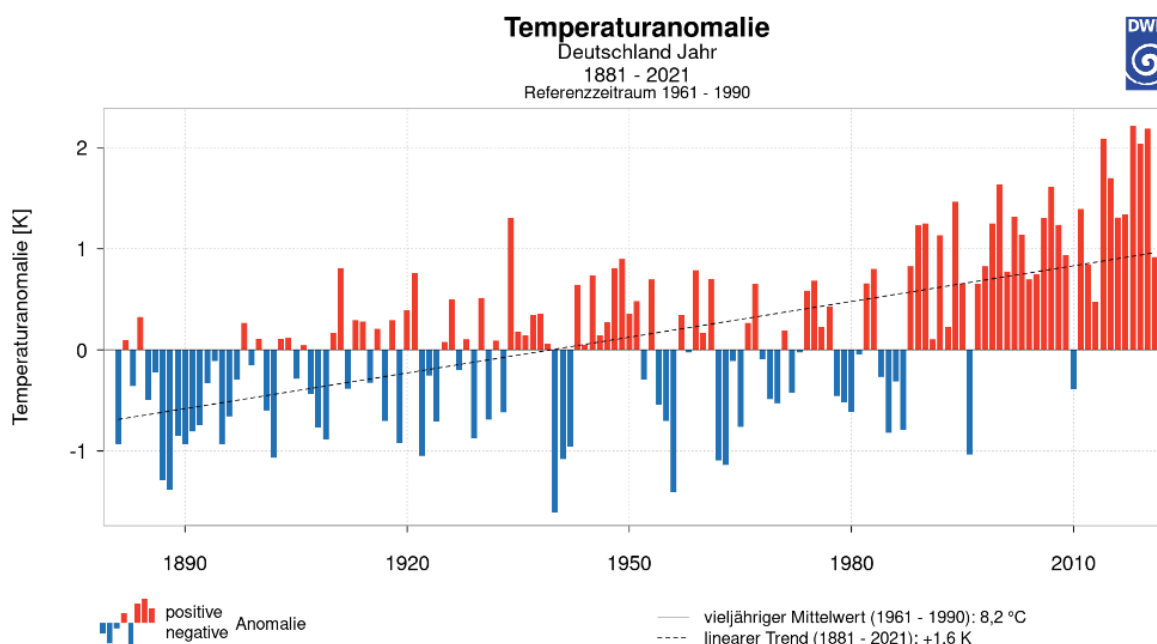 Temperaturanomalie
Deutschland Jahr
1881 - 2021
Referenzzeitraum 1961 - 1990
DWD
Temperaturanomalie [K]
2
1
0
-1
1890
1920
1950
1980
2010
positive
negative
Anomalie
vieljähriger Mittelwert (1961 - 1990): 8,2 °C
linearer Trend (1881 - 2021): +1.6 K